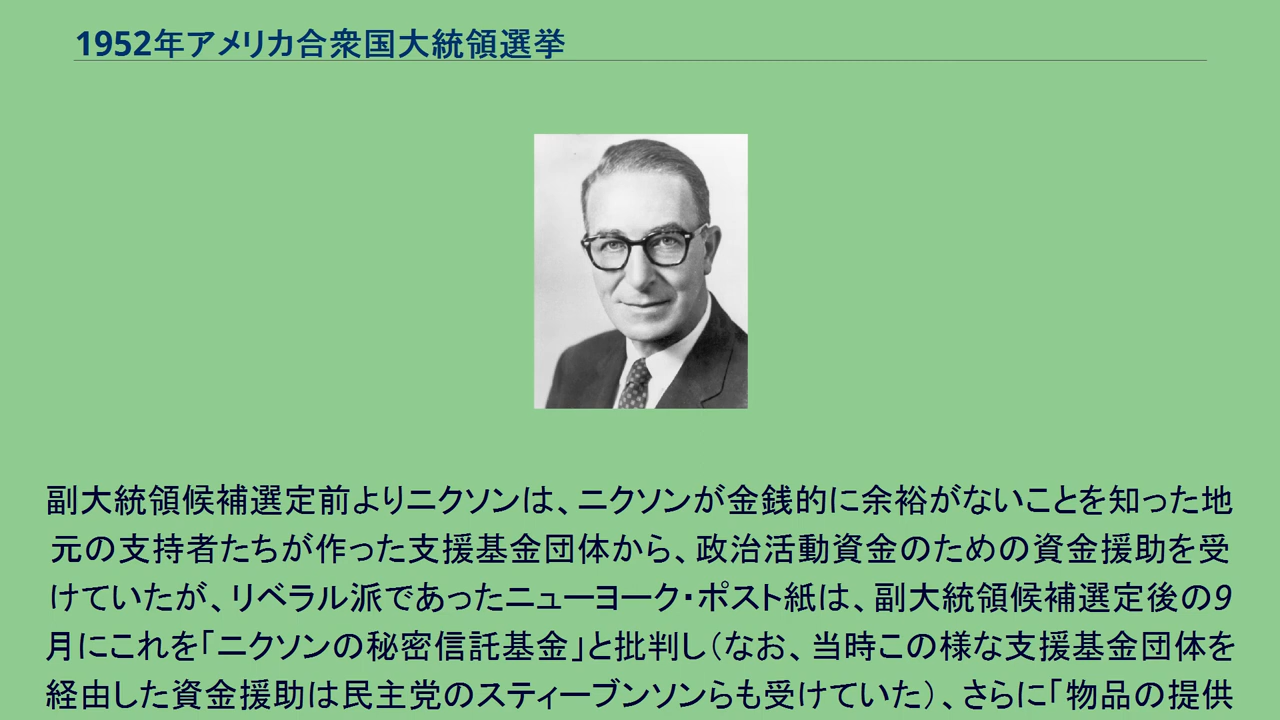 1952年アメリカ合衆国大統領選挙
副大統領候補選定前よりニクソンは、ニクソンが金銭的に余裕がないことを知った地
元の支持者たちが作った支援基金団体から、政治活動資金のための資金援助を受
けていたが、リベラル派であったニューヨーク・ポスト紙は、副大統領候補選定後の9
月にこれを「ニクソンの秘密信託基金」と批判し(なお、当時この様な支援基金団体を
経由した資金援助は民主党のスティーブンソンらも受けていた)、さらに「物品の提供